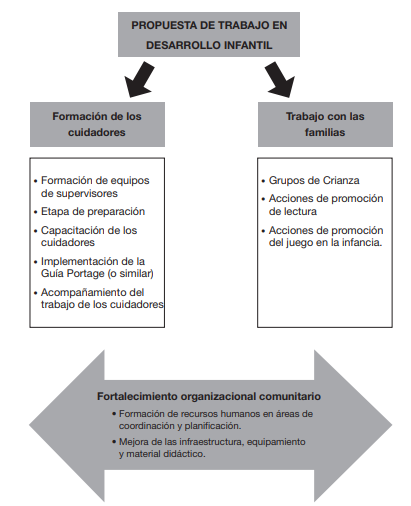 PROPUESTA DE TRABAJO EN
DESARROLLO INFANTIL
Formación de los
cuidadores
• Formación de equipos
de supervisores
• Etapa de preparación
• Capacitación de los
cuidadores
• Implementación de la
Guía Portage (o similar)
• Acompañamiento del
trabajo de los cuidadores
Trabajo con las
familias
• Grupos de Crianza
• Acciones de promoción
de lectura
• Acciones de promoción
del juego en la infancia.
Fortalecimiento organizacional comunitario
• Formación de recursos humanos en áreas de
coordinación y planificación.
• Mejora de las infraestructura, equipamiento
y material didáctico.